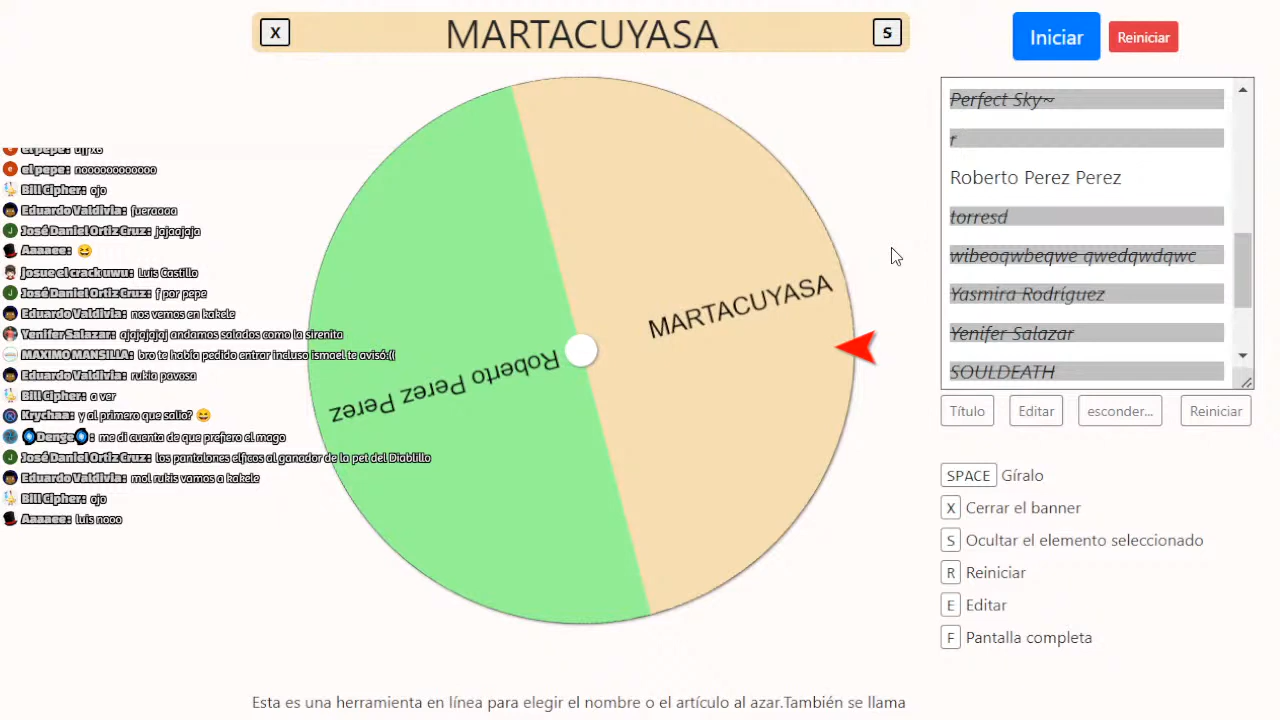 X
MARTACUYASA
S
Iniciar
Reiniciar
el pepe:
el pepe: nooooooooooo
Bill Cipher: ojo
Eduardo Valdivia: fueraaaa
José Daniel Ortiz Cruz: jajaajaja
Aaaaee: 😆
josue el crackuwu: Luis Castillo
José Daniel Ortiz Cruz: f por pepe
Eduardo Valdivia: nos vemos en kakele
Yenifer Salazar: ajajajajaj andamos salados como la sirenita
MAXIMO MANSILLA: bro te había pedido entrar incluso ismael te avisó:((
Eduardo Valdivia: rukia pavosa
Bill Cipher: a ver
Krychaa: y al primero que salio? 😆
🧿Denge🧿: me di cuenta de que prefiero el mago
José Daniel Ortiz Cruz: los pantalones elficos al ganador de la pet del Diablillo
Eduardo Valdivia: mol rukis vamos a kakele
Bill Cipher: ojo
Aaaaee: luis nooo
MARTACUYASA
Roberto Perez Perez
Perfect Sky~
r
Roberto Perez Perez
torresd
wibeoqwbeqwe qwedqwdqwc
Yasmira Rodríguez
Yenifer Salazar
SOULDEATH
Título
Editar
esconder...
Reiniciar
SPACE Gíralo
X Cerrar el banner
S Ocultar el elemento seleccionado
R Reiniciar
E Editar
F Pantalla completa
Esta es una herramienta en línea para elegir el nombre o el artículo al azar.También se llama